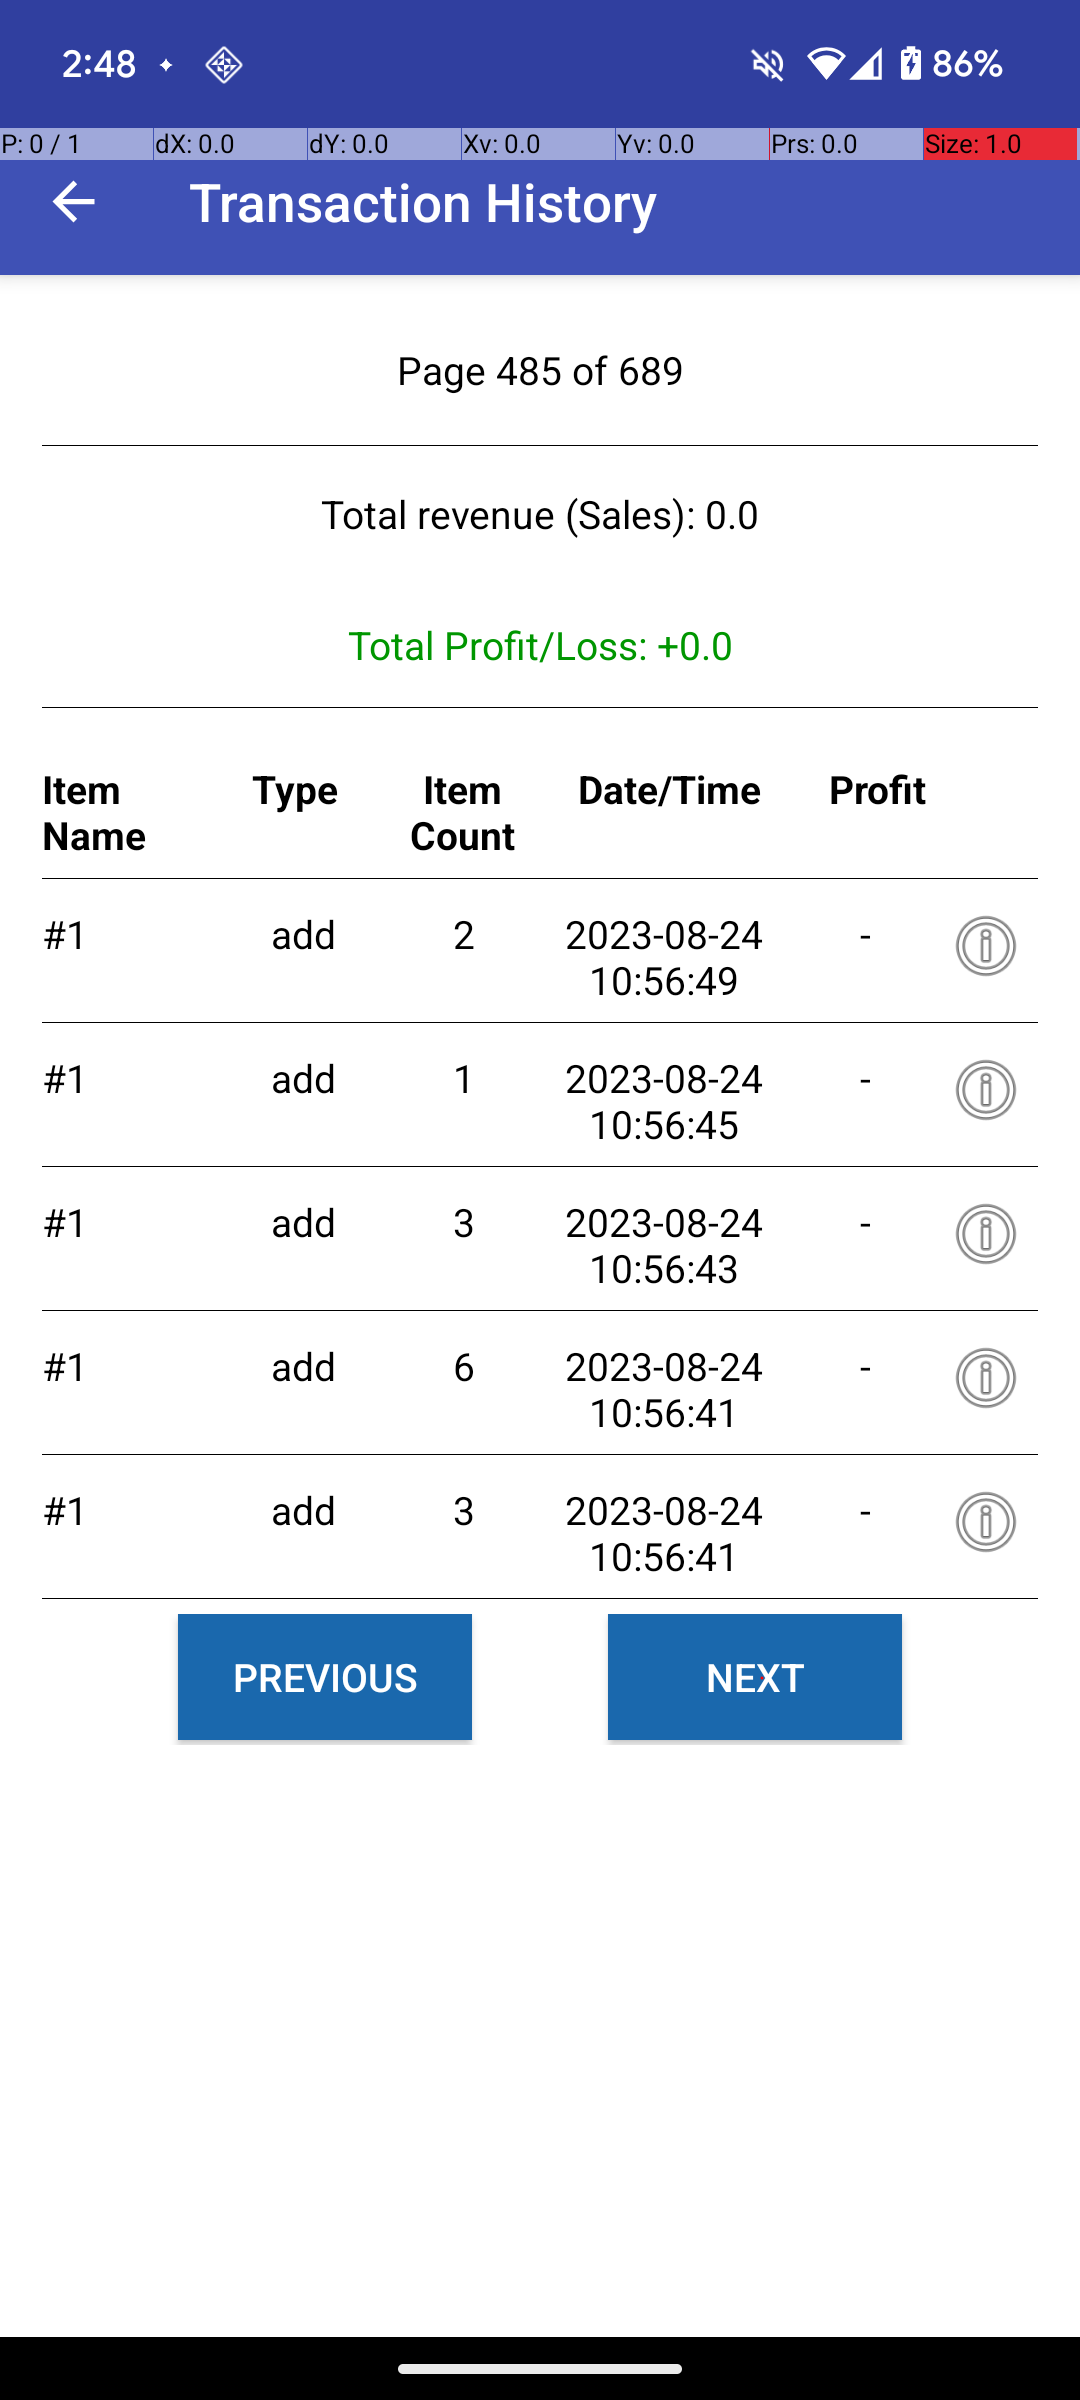 2:48
86%
P: 0 / 1 dX: 0.0 dY: 0.0 Xv: 0.0 Yv: 0.0 Prs: 0.0 Size: 1.0
Transaction History
Page 485 of 689
Total revenue (Sales): 0.0
Total Profit/Loss: +0.0
Item Name Type Item Count Date/Time Profit
#1 add 2 2023-08-24 10:56:49 -
#1 add 1 2023-08-24 10:56:45 -
#1 add 3 2023-08-24 10:56:43 -
#1 add 6 2023-08-24 10:56:41 -
#1 add 3 2023-08-24 10:56:41 -
PREVIOUS NEXT